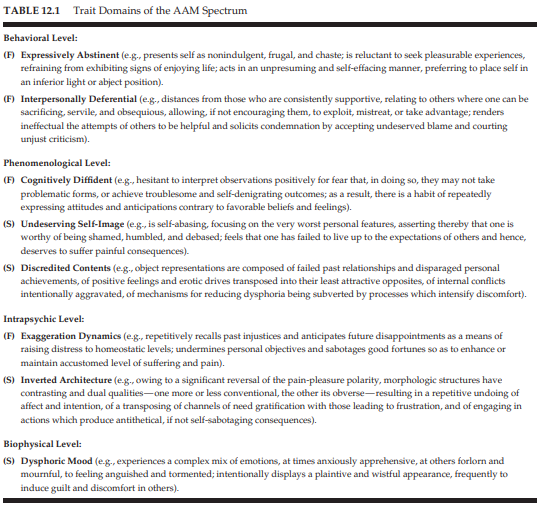 TABLE 12.1 Trait Domains of the AAM Spectrum
Behavioral Level:
(F) Expressively Abstinent (e.g., presents self as nonindulgent, frugal, and chaste; is reluctant to seek pleasurable experiences,
refraining from exhibiting signs of enjoying life; acts in an unpresuming and self-effacing manner, preferring to place self in
an inferior light or abject position).
(F) Interpersonally Deferential (e.g., distances from those who are consistently supportive, relating to others where one can be
sacrificing, servile, and obsequious, allowing, if not encouraging them, to exploit, mistreat, or take advantage; renders
ineffectual the attempts of others to be helpful and solicits condemnation by accepting undeserved blame and courting
unjust criticism).
Phenomenological Level:
(F) Cognitively Diffident (e.g., hesitant to interpret observations positively for fear that, in doing so, they may not take
problematic forms, or achieve troublesome and self-denigrating outcomes; as a result, there is a habit of repeatedly
expressing attitudes and anticipations contrary to favorable beliefs and feelings).
(S) Undeserving Self-Image (e.g., is self-abasing, focusing on the very worst personal features, asserting thereby that one is
worthy of being shamed, humbled, and debased; feels that one has failed to live up to the expectations of others and hence,
deserves to suffer painful consequences).
(S) Discredited Contents (e.g., object representations are composed of failed past relationships and disparaged personal
achievements, of positive feelings and erotic drives transposed into their least attractive opposites, of internal conflicts
intentionally aggravated, of mechanisms for reducing dysphoria being subverted by processes which intensify discomfort).
Intrapsychic Level:
(F) Exaggeration Dynamics (e.g., repetitively recalls past injustices and anticipates future disappointments as a means of
raising distress to homeostatic levels; undermines personal objectives and sabotages good fortunes so as to enhance or
maintain accustomed level of suffering and pain).
(S) Inverted Architecture (e.g., owing to a significant reversal of the pain-pleasure polarity, morphologic structures have
contrasting and dual qualities—one more or less conventional, the other its obverse—resulting in a repetitive undoing of
affect and intention, of a transposing of channels of need gratification with those leading to frustration, and of engaging in
actions which produce antithetical, if not self-sabotaging consequences).
Biophysical Level:
(S) Dysphoric Mood (e.g., experiences a complex mix of emotions, at times anxiously apprehensive, at others forlorn and
mournful, to feeling anguished and tormented; intentionally displays a plaintive and wistful appearance, frequently to
induce guilt and discomfort in others).